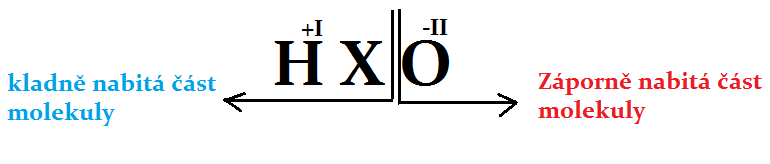 +I -II
H X O
kladně nabitá část
molekuly
Záporně nabitá část
molekuly